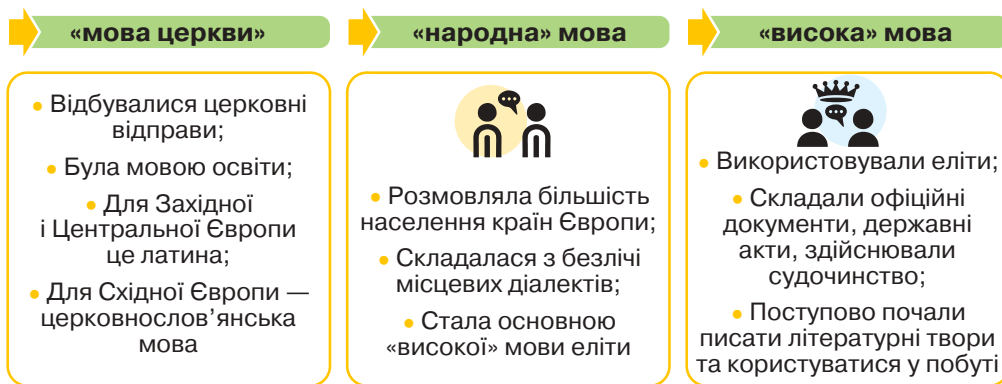 «мова церкви»
• Відбувалися церковні
відправи;
• Була мовою освіти;
• Для Західної
і Центральної Європи
це латина;
• Для Східної Європи —
церковнослов’янська
мова
«народна» мова
• Розмовляла більшість
населення країн Європи;
• Складалася з безлічі
місцевих діалектів;
• Стала основною
«високої» мови еліти
«висока» мова
• Використовували еліти;
• Складали офіційні
документи, державні
акти, здійснювали
судочинство;
• Поступово почали
писати літературні твори
та користуватися у побуті